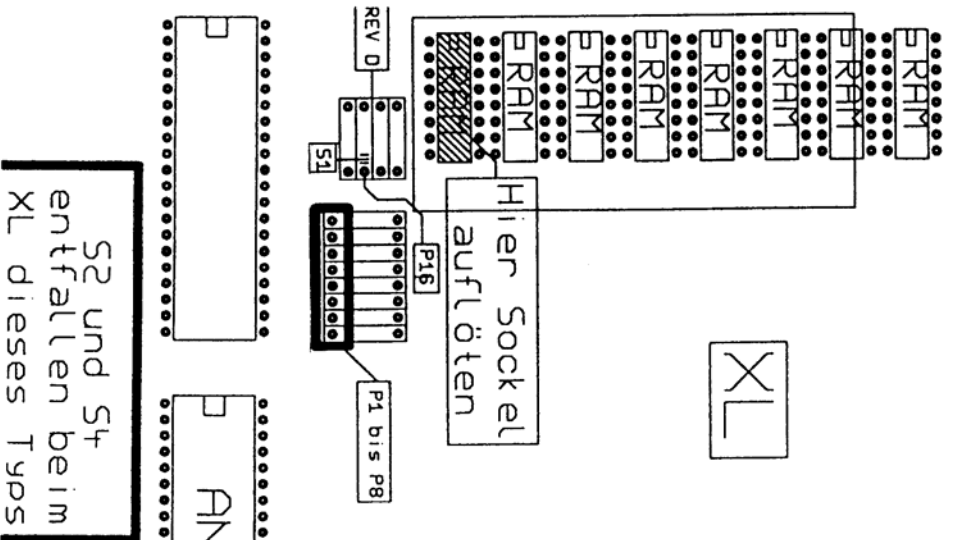 REV D
RAM
RAM
RAM
RAM
RAM
RAM
RAM
S1
P16
Hier Sockel
auflöten
XL
P1 bis P8
S2 und S4
entfallen beim
XL dieses Typs